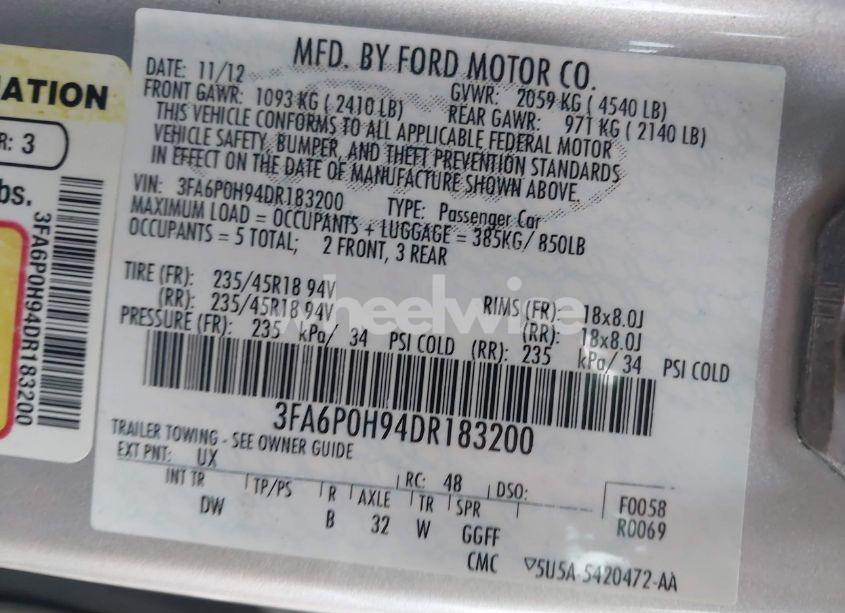 MFD. BY FORD MOTOR CO.
DATE: 11/12 GVWR: 2059 KG ( 4540 LB)
FRONT GAWR: 1093 KG ( 2410 LB) REAR GAWR: 971 KG ( 2140 LB)
THIS VEHICLE CONFORMS TO ALL APPLICABLE FEDERAL MOTOR
VEHICLE SAFETY, BUMPER, AND THEFT PREVENTION STANDARDS
IN EFFECT ON THE DATE OF MANUFACTURE SHOWN ABOVE.
VIN: 3FA6P0H94DR183200 TYPE: Passenger Car
MAXIMUM LOAD = OCCUPANTS + LUGGAGE = 385KG/ 850LB
OCCUPANTS = 5 TOTAL; 2 FRONT, 3 REAR
TIRE (FR): 235/45R18 94V RIMS (FR): 18x8.0J
(RR): 235/45R18 94V (RR): 18x8.0J
PRESSURE (FR): 235 kPa/ 34 PSI COLD (RR): 235 kPa/ 34 PSI COLD
3FA6P0H94DR183200
TRAILER TOWING - SEE OWNER GUIDE
EXT PNT: UX RC: 48 DSO: F0058
INT TR TP/PS R AXLE TR SPR R0069
DW B 32 W GGFF
CMC ▽5U5A-5420472-AA
ATION
R: 3
bs.
3FA6P0H94DR183200
wheelwire